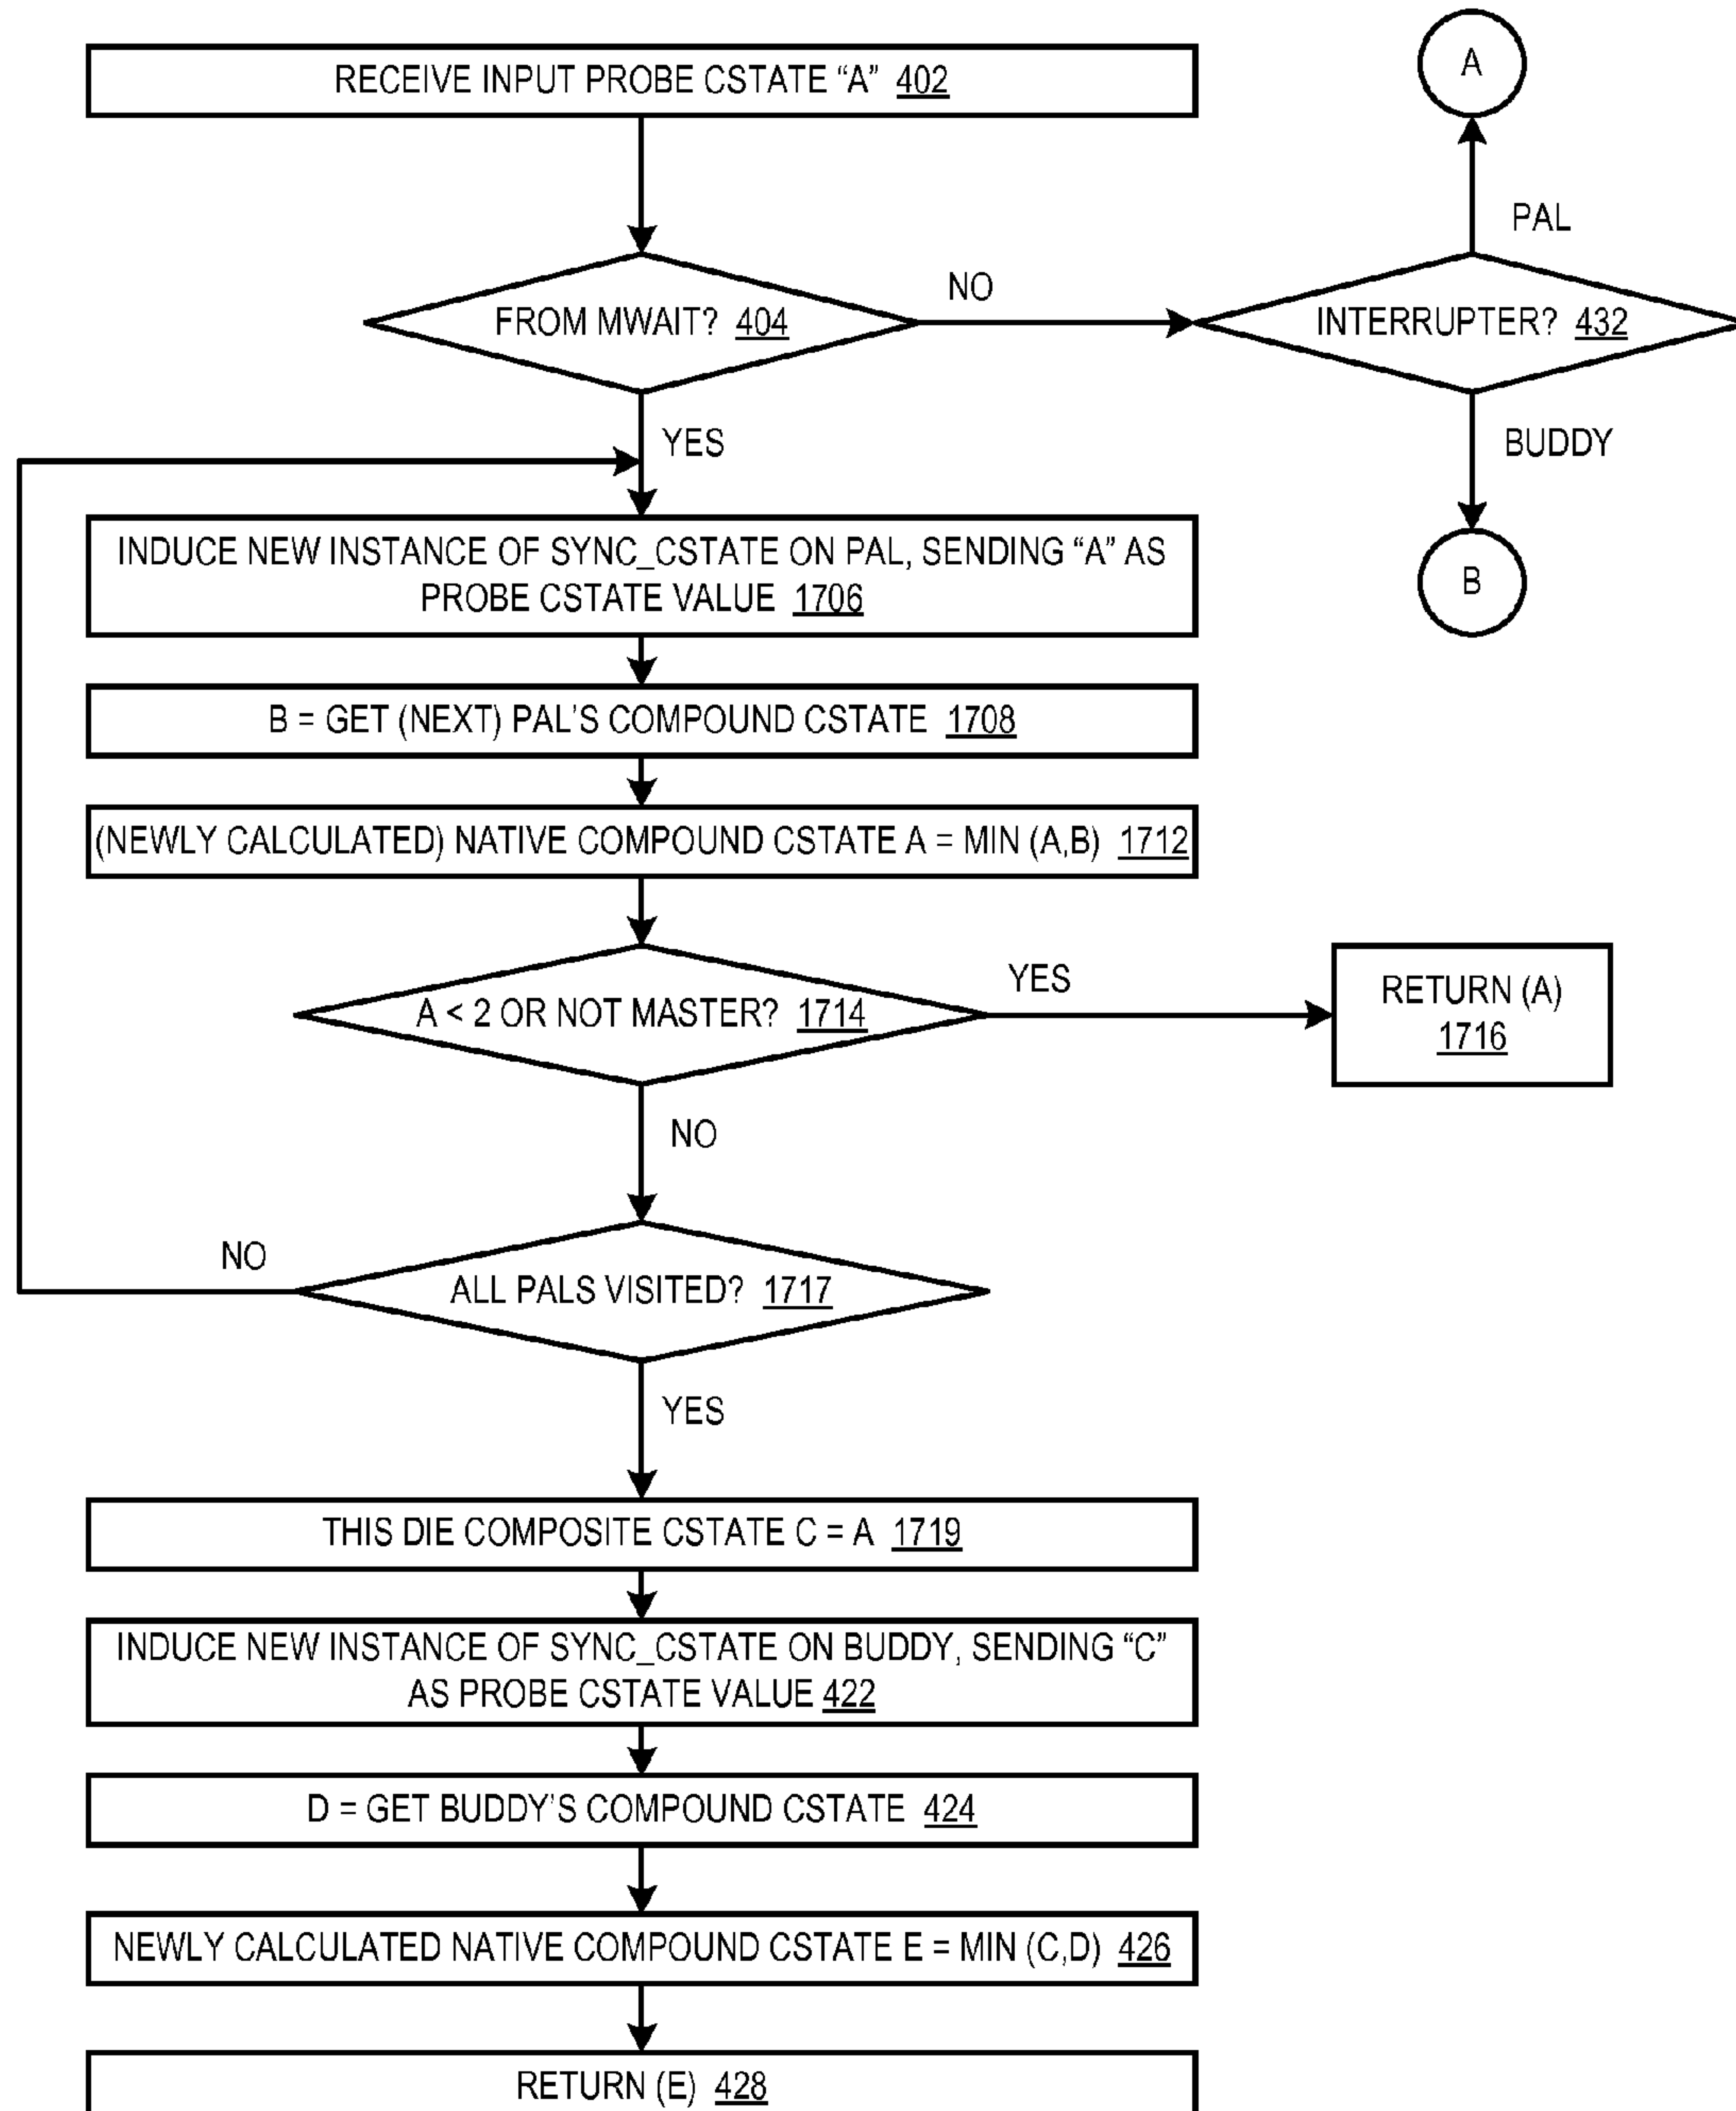 RECEIVE INPUT PROBE CSTATE “A” 402
A
PAL
FROM MWAIT? 404
NO
INTERRUPTER? 432
YES
BUDDY
B
INDUCE NEW INSTANCE OF SYNC_CSTATE ON PAL, SENDING “A” AS
PROBE CSTATE VALUE 1706
B = GET (NEXT) PAL'S COMPOUND CSTATE 1708
(NEWLY CALCULATED) NATIVE COMPOUND CSTATE A = MIN (A,B) 1712
A < 2 OR NOT MASTER? 1714
YES
RETURN (A)
1716
NO
ALL PALS VISITED? 1717
NO
YES
THIS DIE COMPOSITE CSTATE C = A 1719
INDUCE NEW INSTANCE OF SYNC_CSTATE ON BUDDY, SENDING “C”
AS PROBE CSTATE VALUE 422
D = GET BUDDY'S COMPOUND CSTATE 424
NEWLY CALCULATED NATIVE COMPOUND CSTATE E = MIN (C,D) 426
RETURN (E) 428